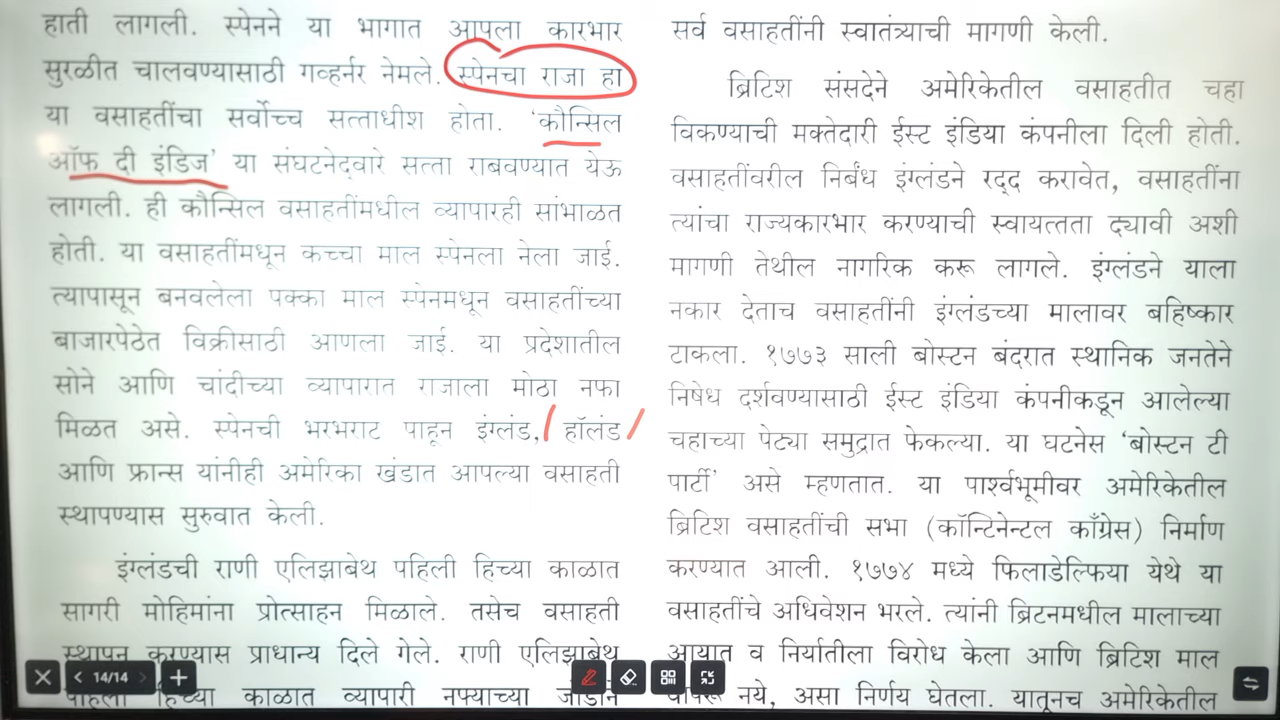 हाती लागली. स्पेनने या भागात आपला कारभार
सुरळीत चालवण्यासाठी गव्हर्नर नेमले. स्पेनचा राजा हा
या वसाहतींचा सर्वोच्च सत्ताधीश होता. ‘कौन्सिल
ऑफ दी इंडिज’ या संघटनेद्वारे सत्ता राबवण्यात येऊ
लागली. ही कौन्सिल वसाहतींमधील व्यापारही सांभाळत
होती. या वसाहतींमधून कच्चा माल स्पेनला नेला जाई.
त्यापासून बनवलेला पक्का माल स्पेनमधून वसाहतींच्या
बाजारपेठेत विक्रीसाठी आणला जाई. या प्रदेशातील
सोने आणि चांदीच्या व्यापारात राजाला मोठा नफा
मिळत असे. स्पेनची भरभराट पाहून इंग्लंड, हॉलंड
आणि फ्रान्स यांनीही अमेरिका खंडात आपल्या वसाहती
स्थापण्यास सुरुवात केली.
इंग्लंडची राणी एलिझाबेथ पहिली हिच्या काळात
सागरी मोहिमांना प्रोत्साहन मिळाले. तसेच वसाहती
स्थापन करण्यास प्राधान्य दिले गेले. राणी एलिझाबेथ
पहिली हिच्या काळात व्यापारी नफ्याच्या जोडीने
सर्व वसाहतींनी स्वातंत्र्याची मागणी केली.
ब्रिटिश संसदेने अमेरिकेतील वसाहतीत चहा
विकण्याची मक्तेदारी ईस्ट इंडिया कंपनीला दिली होती.
वसाहतींवरील निर्बंध इंग्लंडने रद्द करावेत, वसाहतींना
त्यांचा राज्यकारभार करण्याची स्वायत्तता द्यावी अशी
मागणी तेथील नागरिक करू लागले. इंग्लंडने याला
नकार देताच वसाहतींनी इंग्लंडच्या मालावर बहिष्कार
टाकला. १७७३ साली बोस्टन बंदरात स्थानिक जनतेने
निषेध दर्शवण्यासाठी ईस्ट इंडिया कंपनीकडून आलेल्या
चहाच्या पेट्या समुद्रात फेकल्या. या घटनेस ‘बोस्टन टी
पार्टी’ असे म्हणतात. या पार्श्वभूमीवर अमेरिकेतील
ब्रिटिश वसाहतींची सभा (कॉन्टिनेन्टल काँग्रेस) निर्माण
करण्यात आली. १७७४ मध्ये फिलाडेल्फिया येथे या
वसाहतींचे अधिवेशन भरले. त्यांनी ब्रिटनमधील मालाच्या
आयात व निर्यातीला विरोध केला आणि ब्रिटिश माल
वापरू नये, असा निर्णय घेतला. यातूनच अमेरिकेतील
14/14